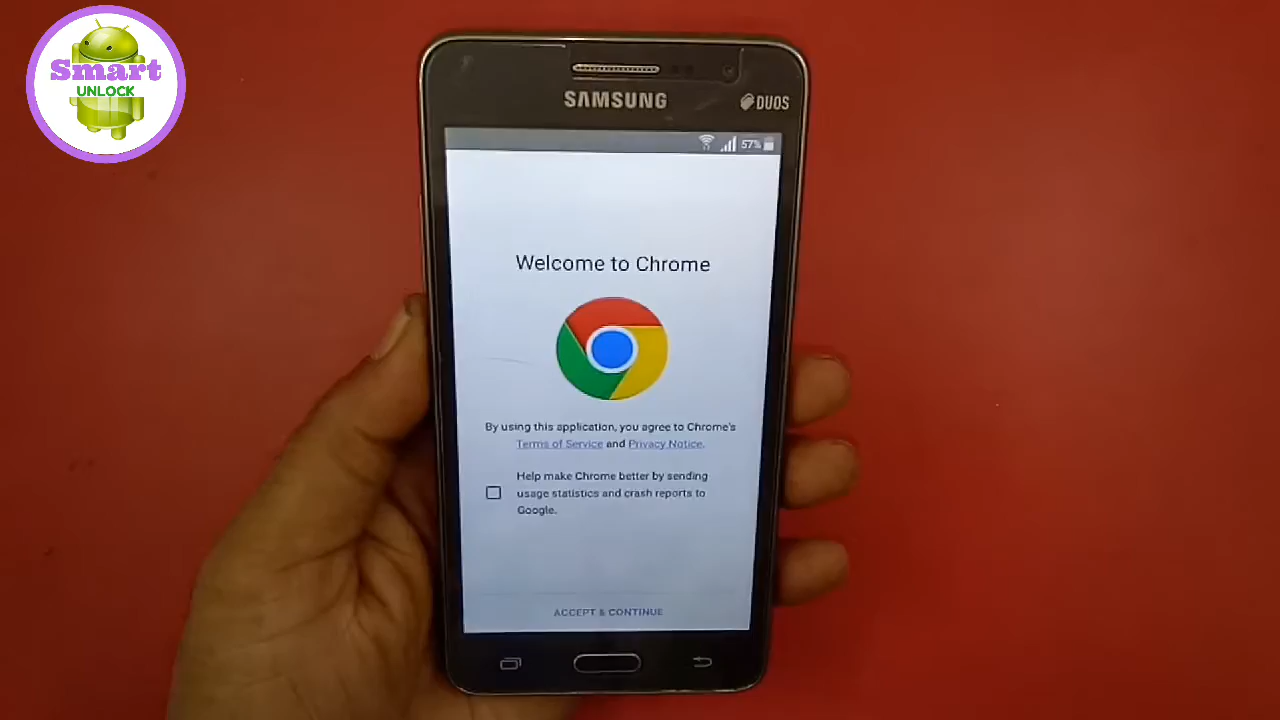 Smart
UNLOCK
SAMSUNG
DUOS
57%
Welcome to Chrome
By using this application, you agree to Chrome's
Terms of Service and Privacy Notice.
Help make Chrome better by sending
usage statistics and crash reports to
Google.
ACCEPT & CONTINUE